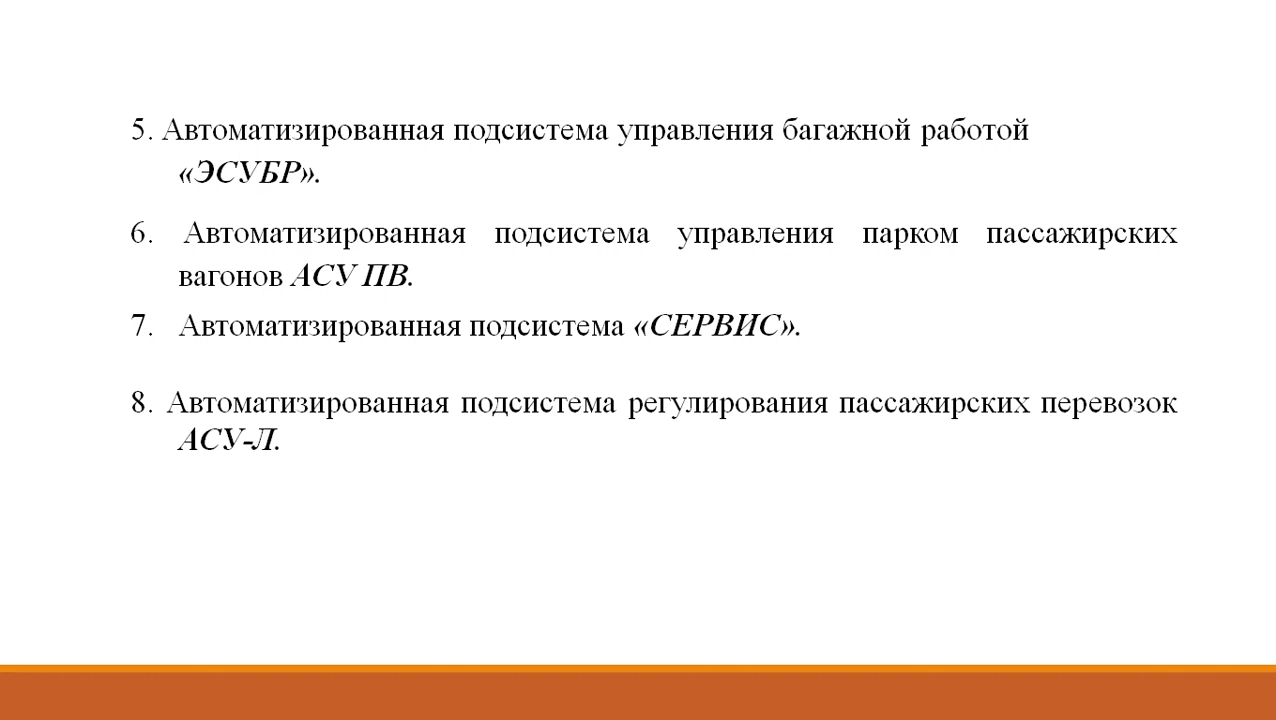 5. Автоматизированная подсистема управления багажной работой
«ЭСУБР».
6. Автоматизированная подсистема управления парком пассажирских
вагонов АСУ ПВ.
7. Автоматизированная подсистема «СЕРВИС».
8. Автоматизированная подсистема регулирования пассажирских перевозок
АСУ-Л.